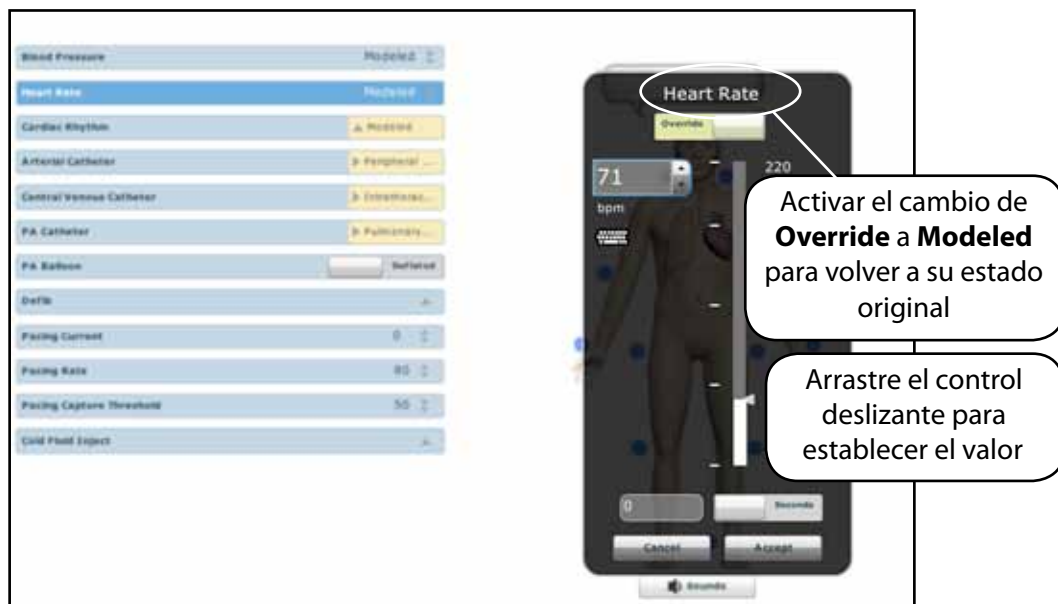 Blood Pressure Modeled
Heart Rate Modeled
Cardiac Rhythm Modeled
Arterial Catheter Peripheral ...
Central Venous Catheter Intrathorac...
PA Catheter Pulmonary...
PA Balloon Deflated
Defib
Pacing Current 0
Pacing Rate 80
Pacing Capture Threshold 50
Cold Fluid Inject
Heart Rate
Override
71
220
bpm
Activar el cambio de
Override a Modeled
para volver a su estado
original
Arrastre el control
deslizante para
establecer el valor
0 Seconds
Cancel Accept
Sounds